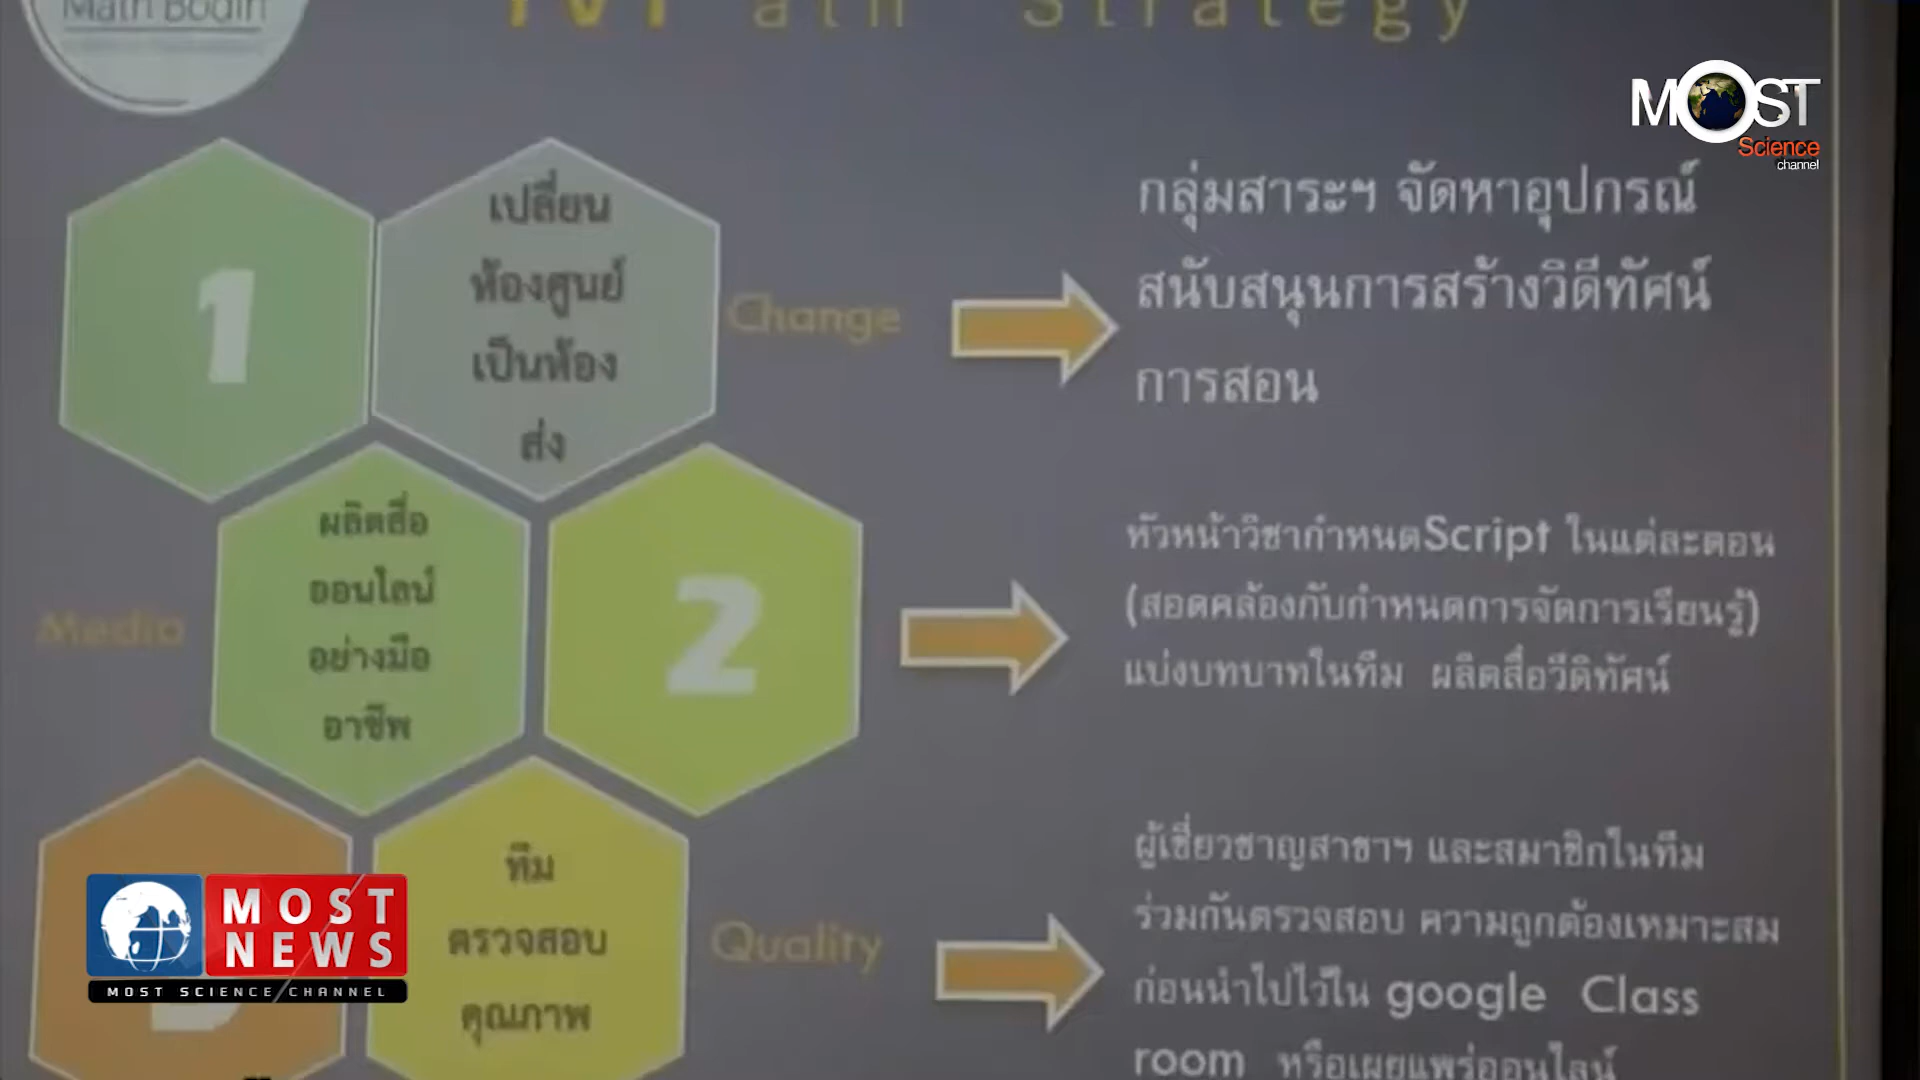 Math Bodin
Strategy
MOST
Science
channel
1
เปลี่ยน
ห้องศูนย์
เป็นห้อง
ส่ง
Change
กลุ่มสาระฯ จัดหาอุปกรณ์
สนับสนุนการสร้างวิดีทัศน์
การสอน
Media
ผลิตสื่อ
ออนไลน์
อย่างมือ
อาชีพ
2
หัวหน้าวิชากำหนดScript ในแต่ละตอน
(สอดคล้องกับกำหนดการจัดการเรียนรู้)
แบ่งบทบาทในทีม ผลิตสื่อวีดิทัศน์
ทีม
ตรวจสอบ
คุณภาพ
Quality
ผู้เชี่ยวชาญสาขาฯ และสมาชิกในทีม
ร่วมกันตรวจสอบ ความถูกต้องเหมาะสม
ก่อนนำไปไว้ใน google Class
room หรือเผยแพร่ออนไลน์
MOST
NEWS
MOST SCIENCE CHANNEL